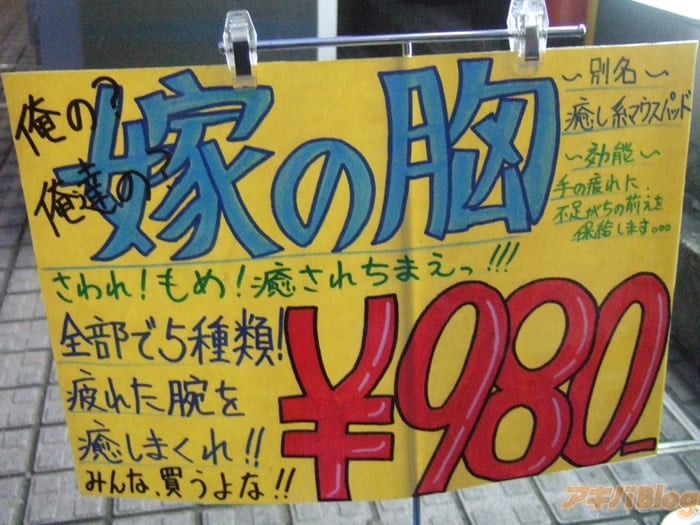 俺の?
俺達の?
嫁の胸
～別名～
癒し系マウスパッド
～効能～
手の疲れた、
不足がちの萌えを
保給します。。。
さわれ!もめ!癒されちまえっ!!!
全部で5種類!
疲れた腕を
癒しまくれ!!
みんな、買うよな!!
¥980-
アキバBlog